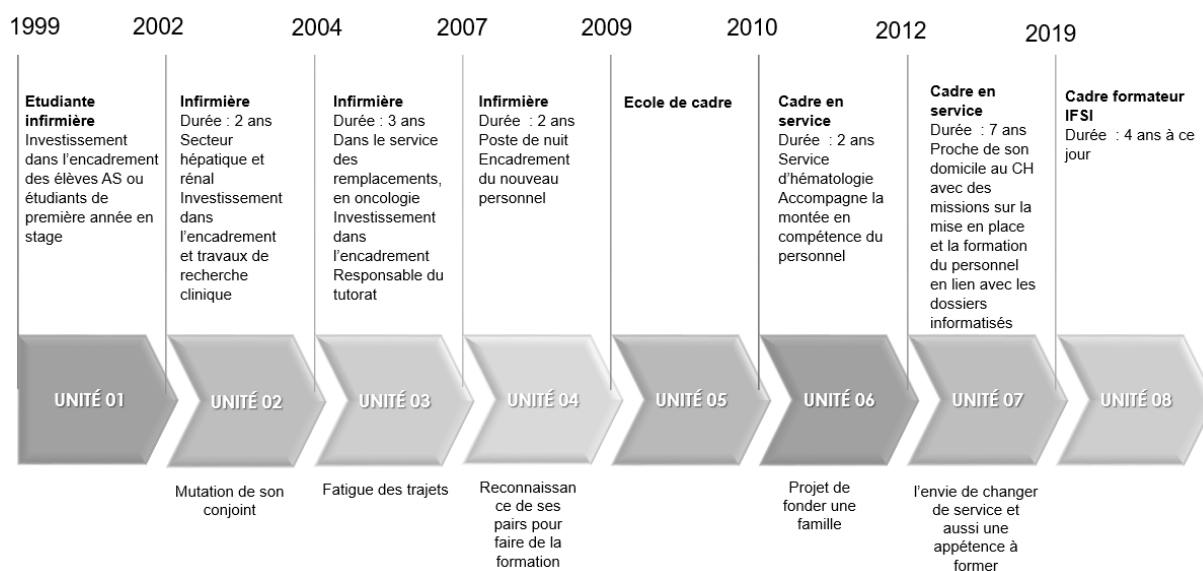 1999
2002
2004
2007
2009
2010
2012
2019
Etudiante
infirmière
Investissement
dans l'encadrement
des élèves AS ou
étudiants de
première année en
stage
Infirmière
Durée : 2 ans
Secteur
hépatique et
rénal
Investissement
dans
l'encadrement
et travaux de
recherche
clinique
Infirmière
Durée : 3 ans
Dans le service
des
remplacements,
en oncologie
Investissement
dans
l'encadrement
Responsable du
tutorat
Infirmière
Durée : 2 ans
Poste de nuit
Encadrement
du nouveau
personnel
Ecole de cadre
Cadre en
service
Durée : 2 ans
Service
d'hématologie
Accompagne la
montée en
compétence du
personnel
Cadre en
service
Durée : 7 ans
Proche de son
domicile au CH
avec des
missions sur la
mise en place
et la formation
du personnel
en lien avec les
dossiers
informatisés
Cadre formateur
IFSI
Durée : 4 ans à ce
jour
UNITÉ 01
UNITÉ 02
UNITÉ 03
UNITÉ 04
UNITÉ 05
UNITÉ 06
UNITÉ 07
UNITÉ 08
Mutation de son
conjoint
Fatigue des trajets
Reconnaissan
ce de ses
pairs pour
faire de la
formation
Projet de
fonder une
famille
l'envie de changer
de service et
aussi une
appétence à
former